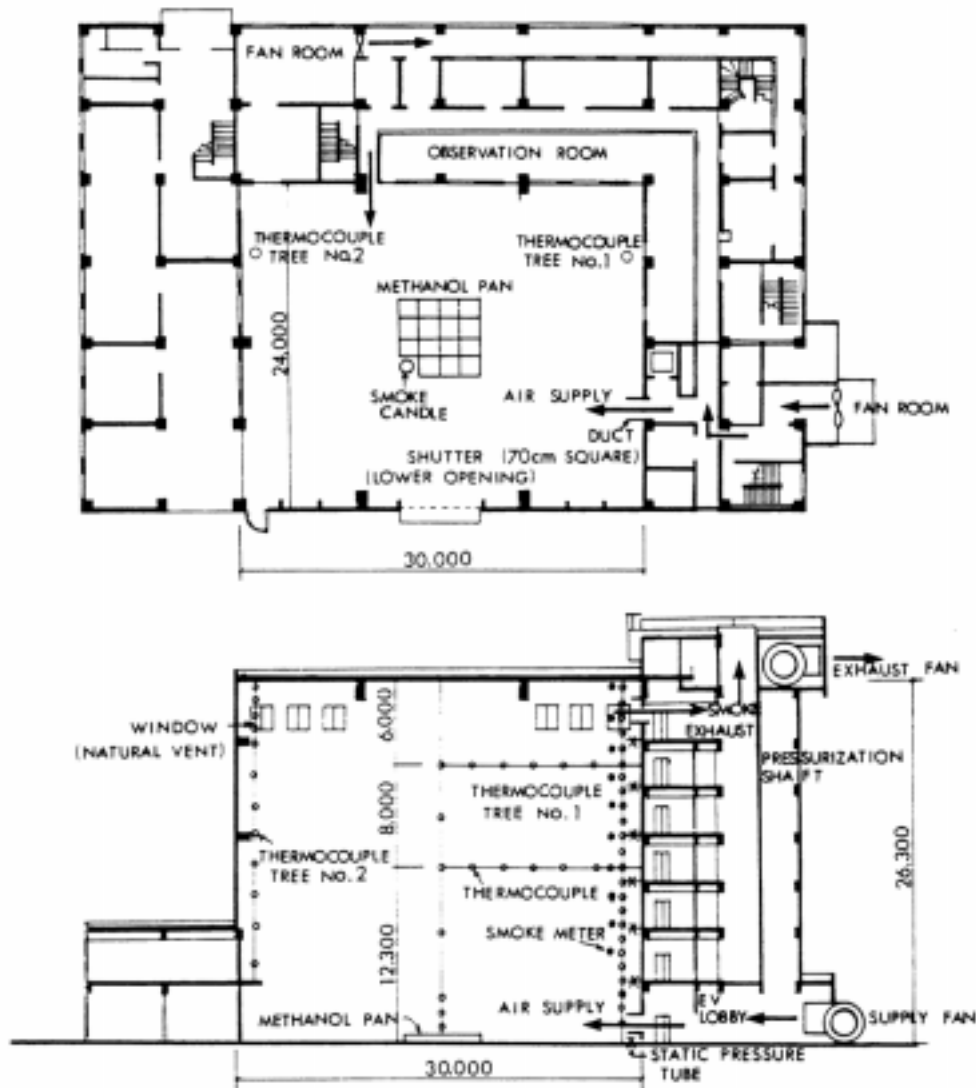 FAN ROOM
OBSERVATION ROOM
THERMOCOUPLE
TREE No.2
THERMOCOUPLE
TREE No.1
METHANOL PAN
24.000
SMOKE
CANDLE
AIR SUPPLY
FAN ROOM
DUCT
SHUTTER (70cm SQUARE)
(LOWER OPENING)
30.000
EXHAUST FAN
WINDOW
(NATURAL VENT)
6.000
SMOKE
EXHAUST
PRESSURIZATION
SHAFT
THERMOCOUPLE
TREE No.1
8.000
THERMOCOUPLE
TREE No.2
THERMOCOUPLE
26.300
SMOKE METER
12.300
AIR SUPPLY
EV
LOBBY
SUPPLY FAN
METHANOL PAN
STATIC PRESSURE
TUBE
30.000